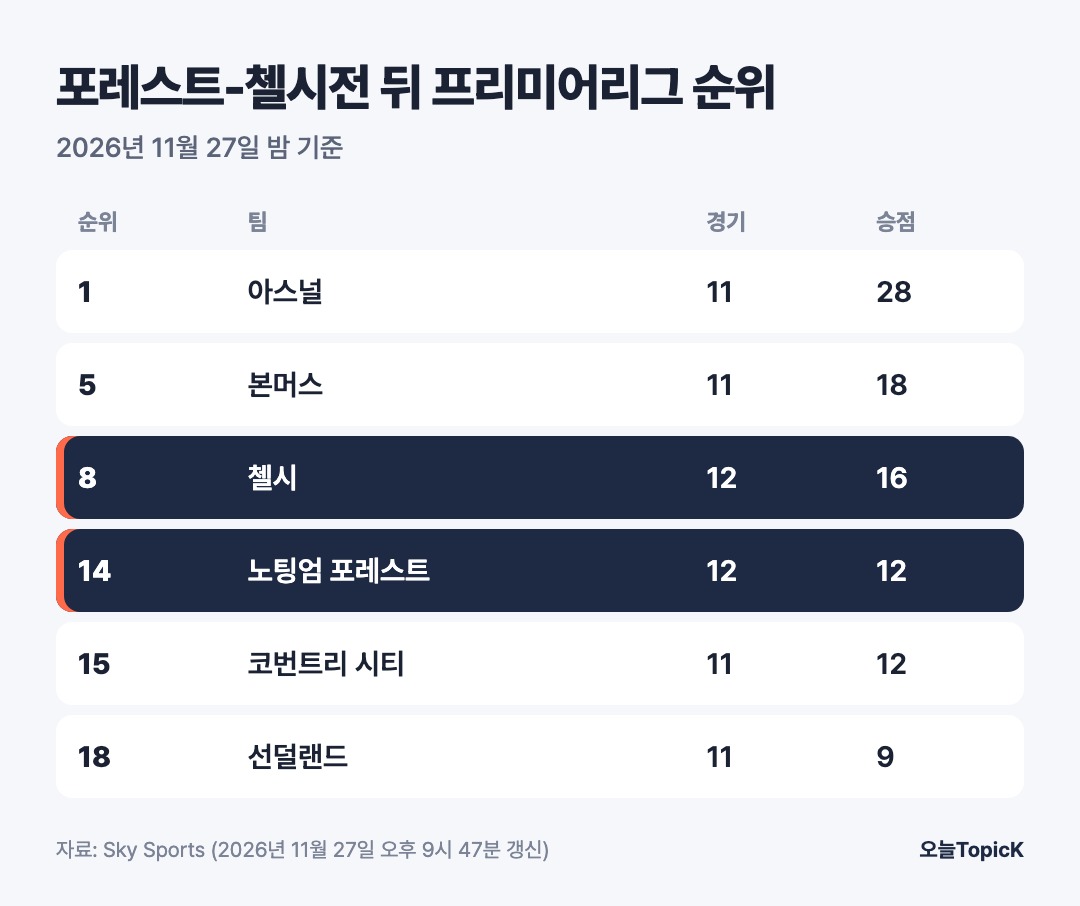 포레스트-첼시전 뒤 프리미어리그 순위
2026년 11월 27일 밤 기준
순위 팀 경기 승점
1 아스널 11 28
5 본머스 11 18
8 첼시 12 16
14 노팅엄 포레스트 12 12
15 코번트리 시티 11 12
18 선덜랜드 11 9
자료: Sky Sports (2026년 11월 27일 오후 9시 47분 갱신)
오늘TopicK